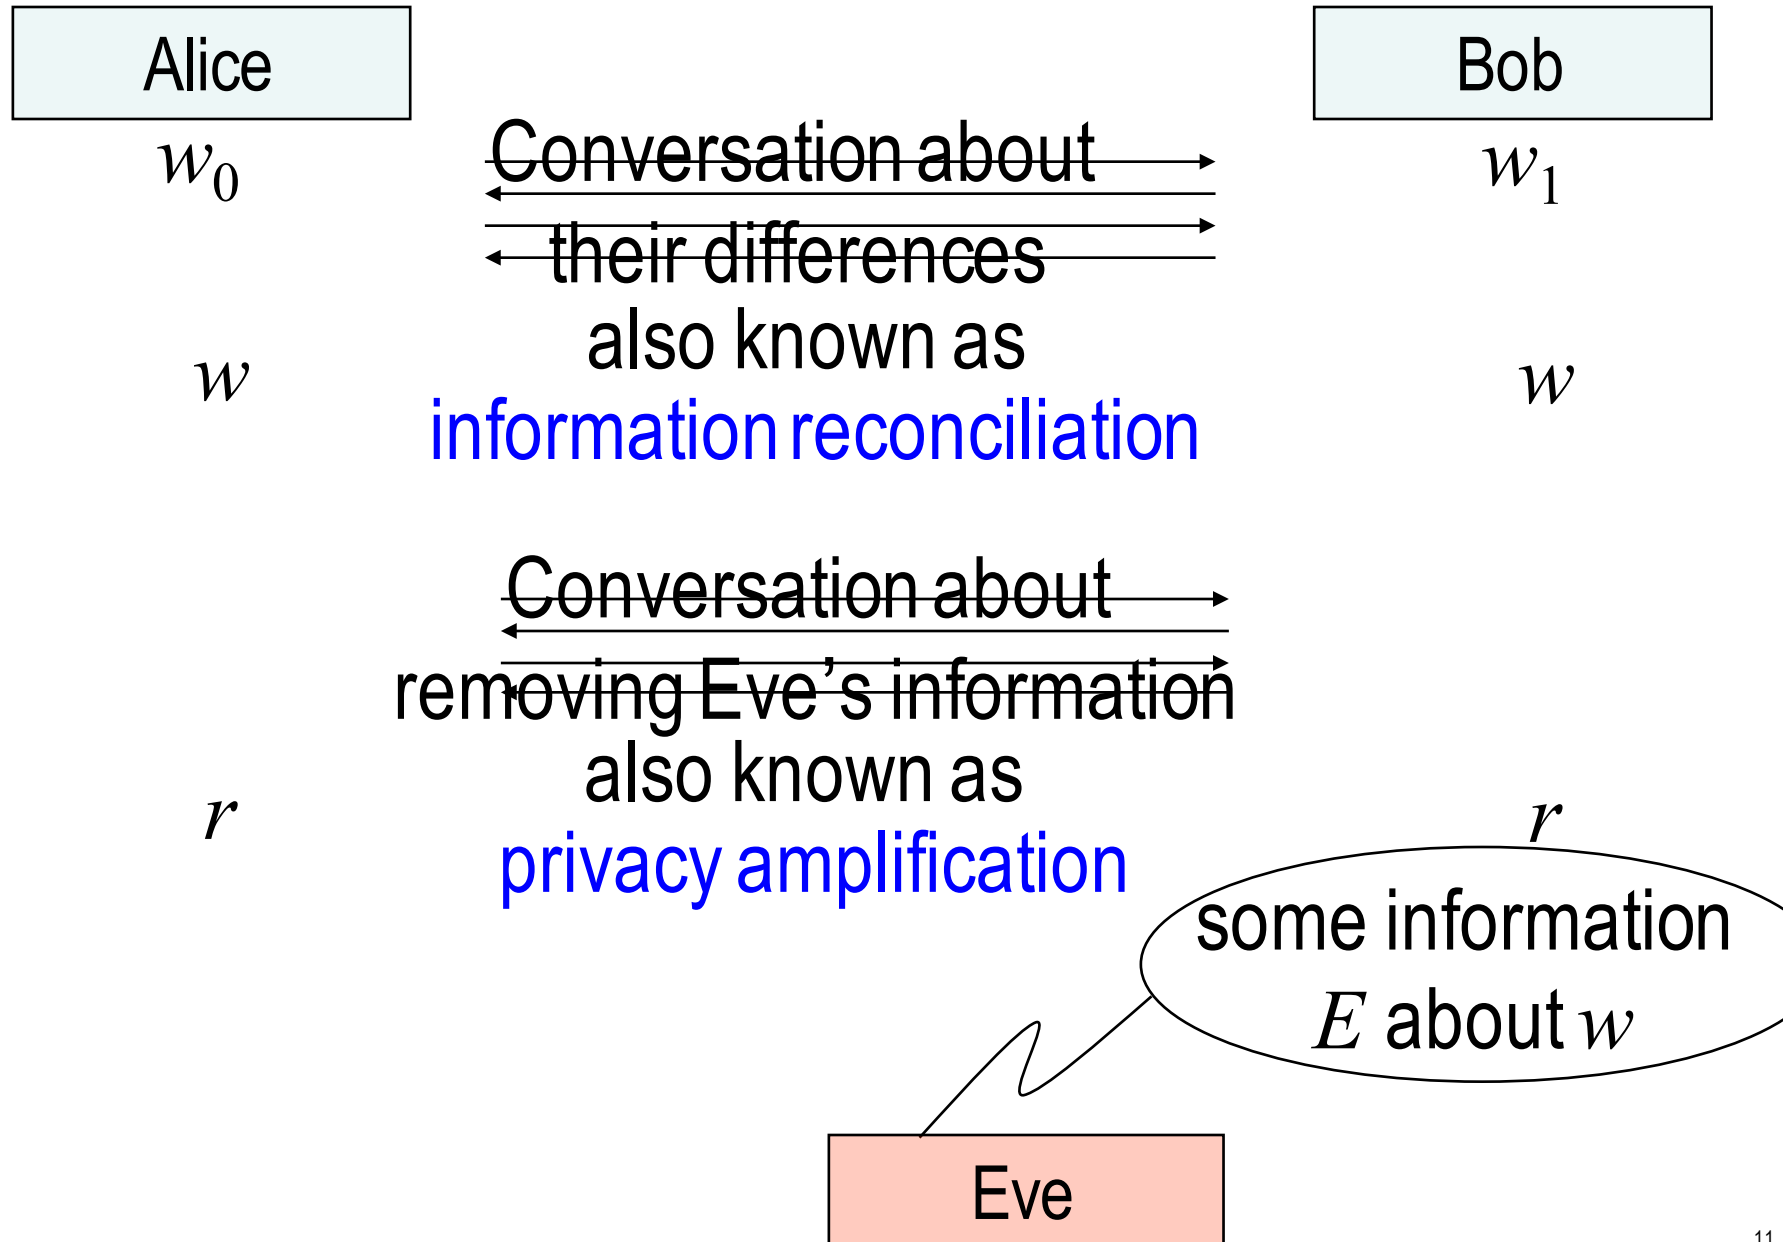 Alice
Bob
w₀
w₁
Conversation about
their differences
also known as
information reconciliation
w
w
Conversation about
removing Eve’s information
also known as
privacy amplification
r
r
some information
E about w
Eve
11